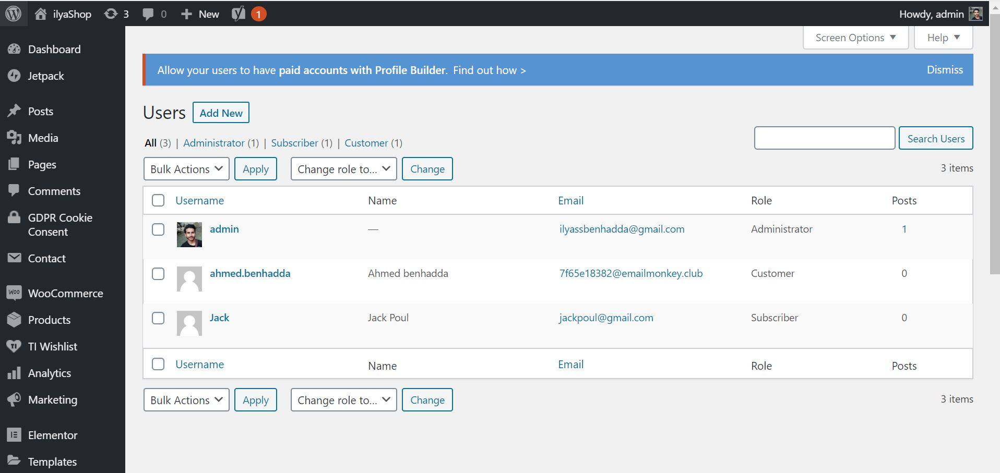 ilyaShop 3 0 New 1 Howdy, admin
Screen Options Help
Allow your users to have paid accounts with Profile Builder. Find out how > Dismiss
Dashboard
Jetpack
Posts
Media
Pages
Comments
GDPR Cookie
Consent
Contact
WooCommerce
Products
TI Wishlist
Analytics
Marketing
Elementor
Templates
Users Add New
All (3) | Administrator (1) | Subscriber (1) | Customer (1)
Search Users
Bulk Actions Apply Change role to... Change 3 items
Username Name Email Role Posts
admin — ilyassbenhadda@gmail.com Administrator 1
ahmed.benhadda Ahmed benhadda 7f65e18382@emailmonkey.club Customer 0
Jack Jack Poul jackpoul@gmail.com Subscriber 0
Username Name Email Role Posts
Bulk Actions Apply Change role to... Change 3 items